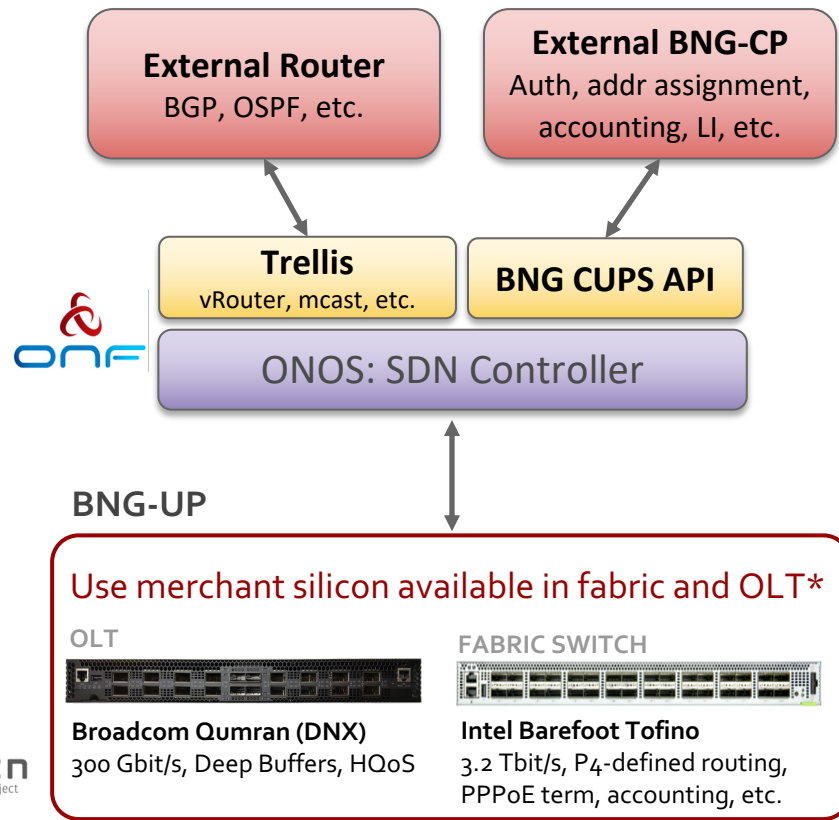 External Router
BGP, OSPF, etc.
External BNG-CP
Auth, addr assignment,
accounting, LI, etc.
Trellis
vRouter, mcast, etc.
BNG CUPS API
ONF
ONOS: SDN Controller
BNG-UP
Use merchant silicon available in fabric and OLT*
OLT
FABRIC SWITCH
Broadcom Qumran (DNX)
300 Gbit/s, Deep Buffers, HQoS
Intel Barefoot Tofino
3.2 Tbit/s, P4-defined routing,
PPPoE term, accounting, etc.